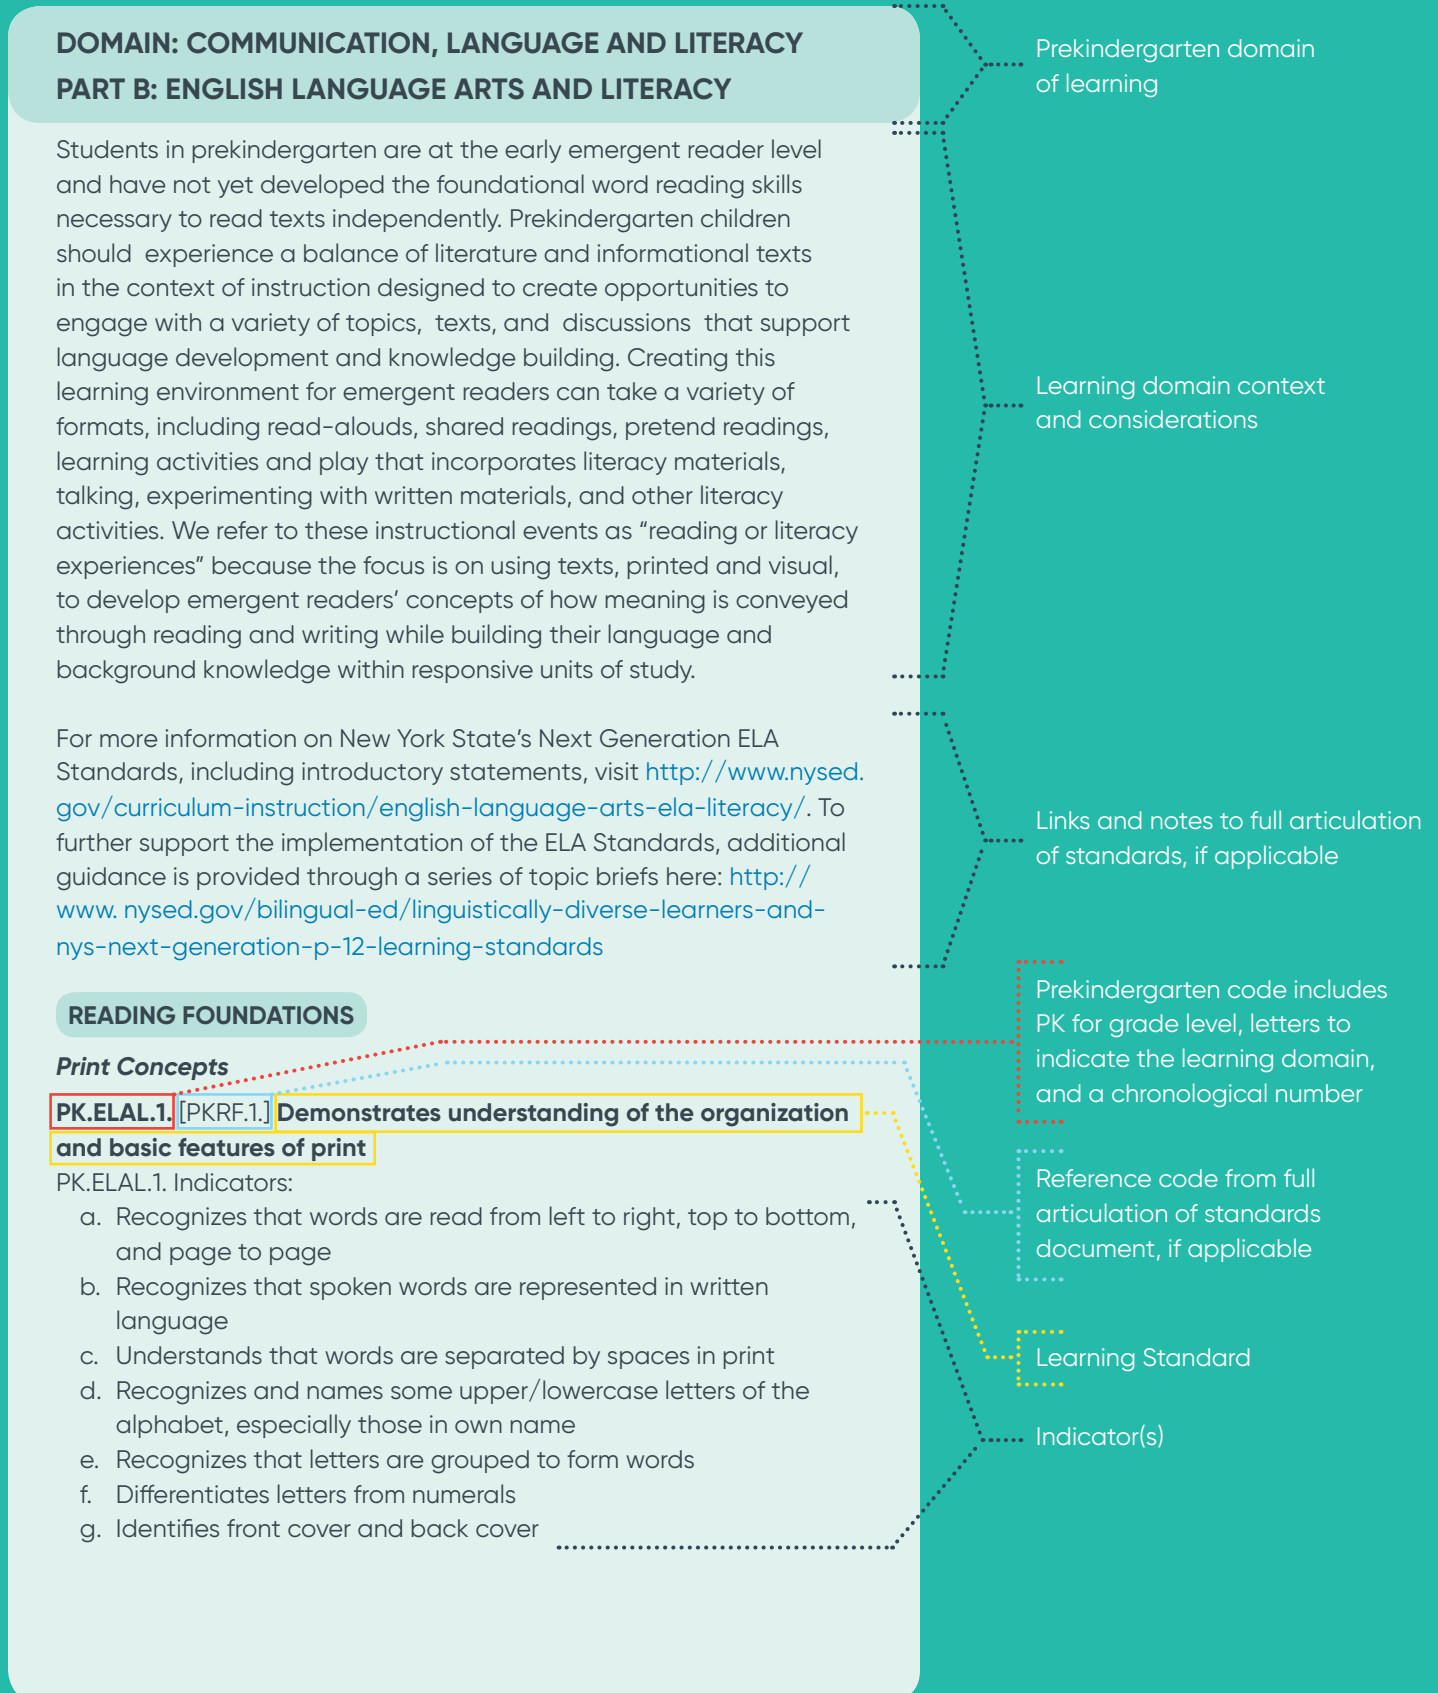 DOMAIN: COMMUNICATION, LANGUAGE AND LITERACY
PART B: ENGLISH LANGUAGE ARTS AND LITERACY
Students in prekindergarten are at the early emergent reader level
and have not yet developed the foundational word reading skills
necessary to read texts independently. Prekindergarten children
should experience a balance of literature and informational texts
in the context of instruction designed to create opportunities to
engage with a variety of topics, texts, and discussions that support
language development and knowledge building. Creating this
learning environment for emergent readers can take a variety of
formats, including read-alouds, shared readings, pretend readings,
learning activities and play that incorporates literacy materials,
talking, experimenting with written materials, and other literacy
activities. We refer to these instructional events as “reading or literacy
experiences” because the focus is on using texts, printed and visual,
to develop emergent readers’ concepts of how meaning is conveyed
through reading and writing while building their language and
background knowledge within responsive units of study.
For more information on New York State’s Next Generation ELA
Standards, including introductory statements, visit http://www.nysed.
gov/curriculum-instruction/english-language-arts-ela-literacy/. To
further support the implementation of the ELA Standards, additional
guidance is provided through a series of topic briefs here: http://
www. nysed.gov/bilingual-ed/linguistically-diverse-learners-and-
nys-next-generation-p-12-learning-standards
READING FOUNDATIONS
Print Concepts
PK.ELAL.1. [PKRF.1.] Demonstrates understanding of the organization
and basic features of print
PK.ELAL.1. Indicators:
a. Recognizes that words are read from left to right, top to bottom,
and page to page
b. Recognizes that spoken words are represented in written
language
c. Understands that words are separated by spaces in print
d. Recognizes and names some upper/lowercase letters of the
alphabet, especially those in own name
e. Recognizes that letters are grouped to form words
f. Differentiates letters from numerals
g. Identifies front cover and back cover
Prekindergarten domain
of learning
Learning domain context
and considerations
Links and notes to full articulation
of standards, if applicable
Prekindergarten code includes
PK for grade level, letters to
indicate the learning domain,
and a chronological number
Reference code from full
articulation of standards
document, if applicable
Learning Standard
Indicator(s)